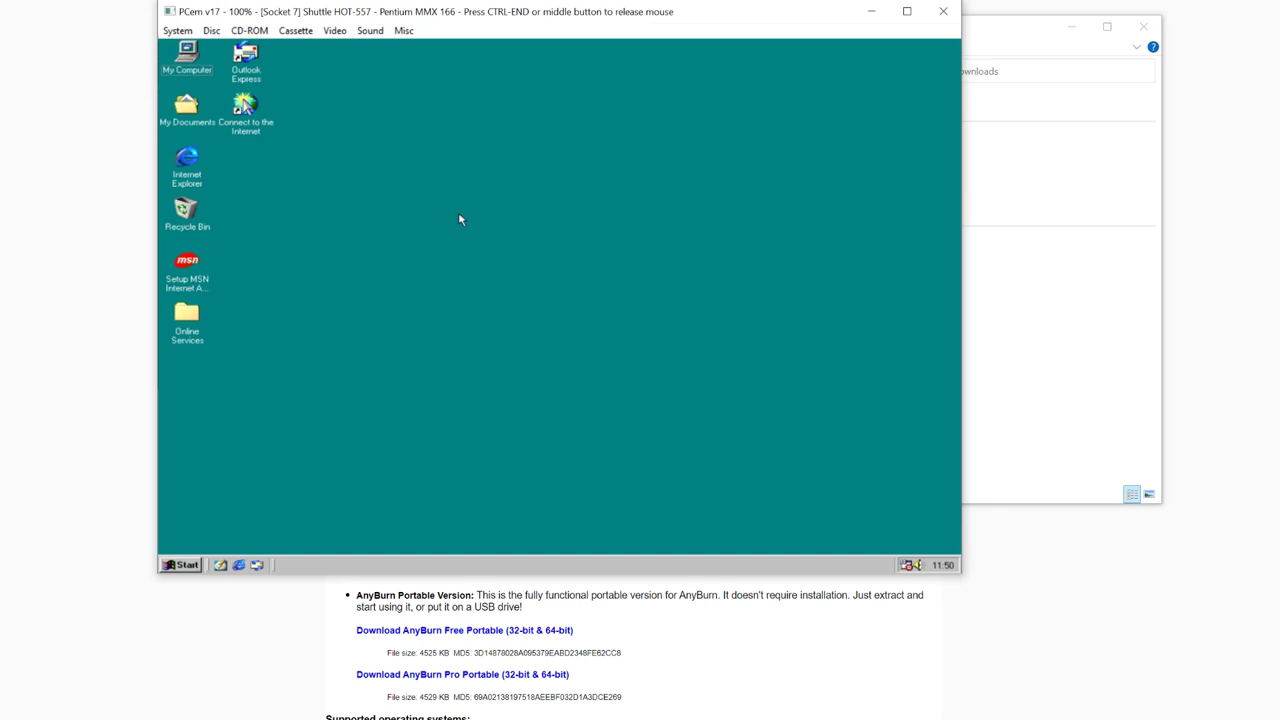 PCem v17 - 100% - [Socket 7] Shuttle HOT-557 - Pentium MMX 166 - Press CTRL-END or middle button to release mouse
System Disc CD-ROM Cassette Video Sound Misc
ownloads
My Computer
Outlook
Express
My Documents
Connect to the
Internet
Internet
Explorer
Recycle Bin
msn
Setup MSN
Internet A...
Online
Services
Start
11:50
• AnyBurn Portable Version: This is the fully functional portable version for AnyBurn. It doesn't require installation. Just extract and
start using it, or put it on a USB drive!
Download AnyBurn Free Portable (32-bit & 64-bit)
File size: 4525 KB MD5: 3D14878028A095379EABD2348FE62CC8
Download AnyBurn Pro Portable (32-bit & 64-bit)
File size: 4529 KB MD5: 69A02138197518AEEBF032D1A3DCE269
Supported operating systems: